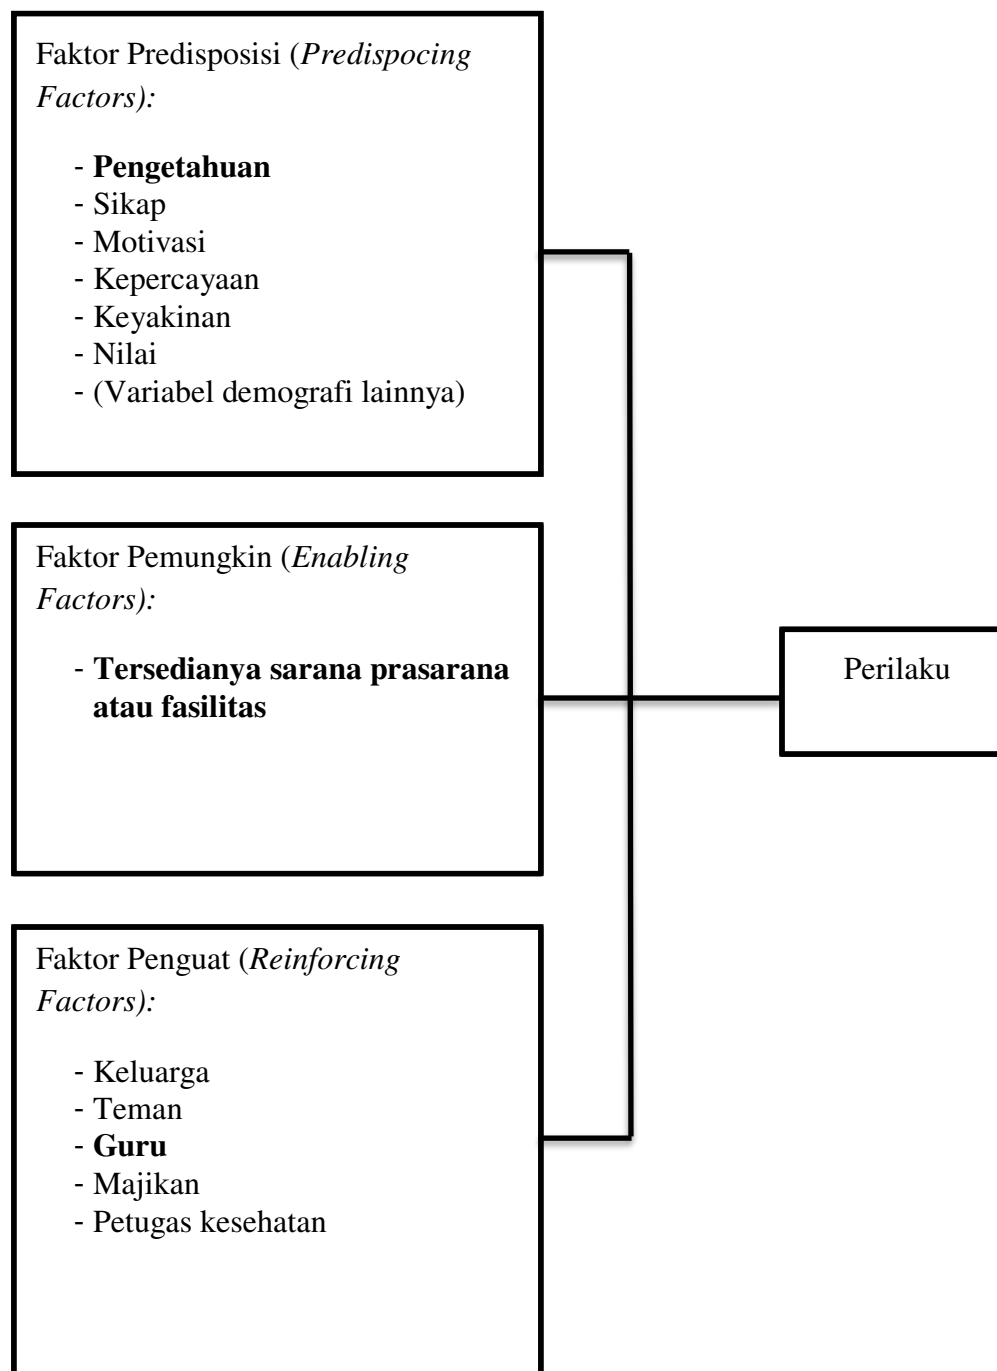 Faktor Predisposisi (Predispocing
Factors):
- Pengetahuan
- Sikap
- Motivasi
- Kepercayaan
- Keyakinan
- Nilai
- (Variabel demografi lainnya)
Faktor Pemungkin (Enabling
Factors):
- Tersedianya sarana prasarana
atau fasilitas
Perilaku
Faktor Penguat (Reinforcing
Factors):
- Keluarga
- Teman
- Guru
- Majikan
- Petugas kesehatan